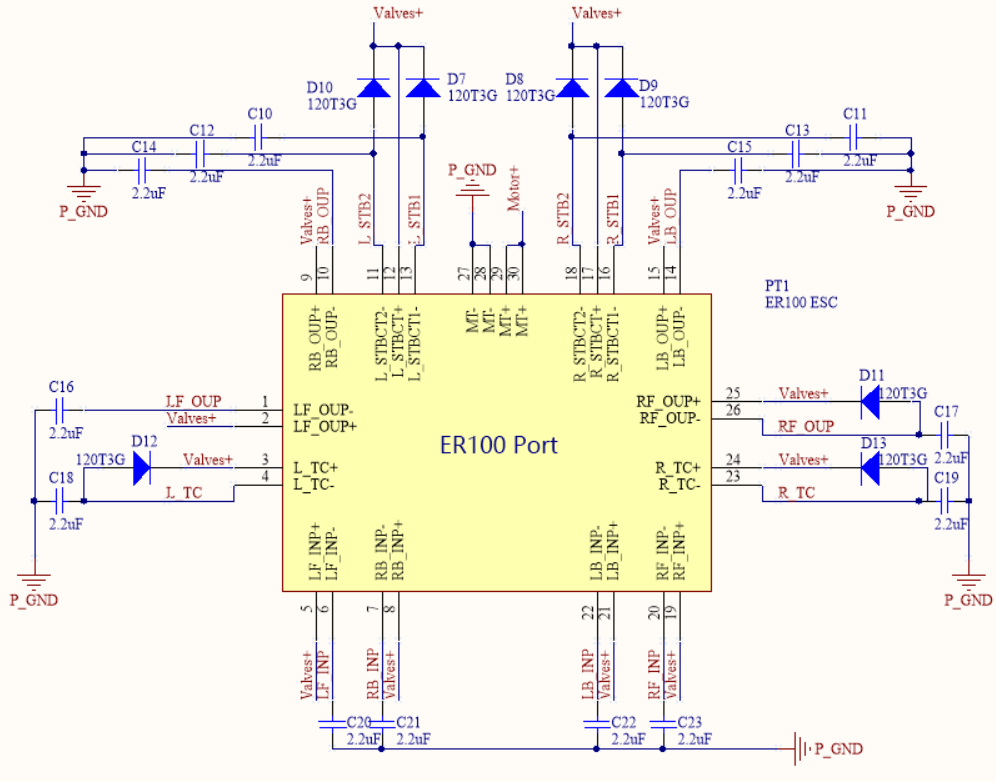 Valves+
Valves+
D10
120T3G
D7
120T3G
D8
120T3G
D9
120T3G
C10
2.2uF
C12
2.2uF
C14
2.2uF
C11
2.2uF
C13
2.2uF
C15
2.2uF
P_GND
P_GND
P_GND
Motor+
Valves+
RB_OUP
L_STB2
L_STB1
R_STB2
R_STB1
Valves+
LB_OUP
9
10
11
12
13
27
28
29
30
18
17
16
15
14
PT1
ER100 ESC
RB_OUP+
RB_OUP-
L_STBCT2-
L_STBCT+
L_STBCT1-
MT-
MT-
MT+
MT+
R_STBCT2-
R_STBCT+
R_STBCT1-
LB_OUP+
LB_OUP-
C16
2.2uF
LF_OUP
1
LF_OUP-
Valves+
2
LF_OUP+
D12
120T3G
Valves+
3
L_TC+
4
L_TC-
C18
2.2uF
L_TC
ER100 Port
RF_OUP+
25
Valves+
D11
120T3G
RF_OUP-
26
RF_OUP
C17
2.2uF
R_TC+
24
Valves+
D13
120T3G
R_TC-
23
R_TC
C19
2.2uF
P_GND
P_GND
LF_INP+
LF_INP-
RB_INP-
RB_INP+
LB_INP-
LB_INP+
RF_INP-
RF_INP+
5
6
7
8
22
21
20
19
Valves+
LF_INP
RB_INP
Valves+
LB_INP
Valves+
RF_INP
Valves+
C20
2.2uF
C21
2.2uF
C22
2.2uF
C23
2.2uF
P_GND